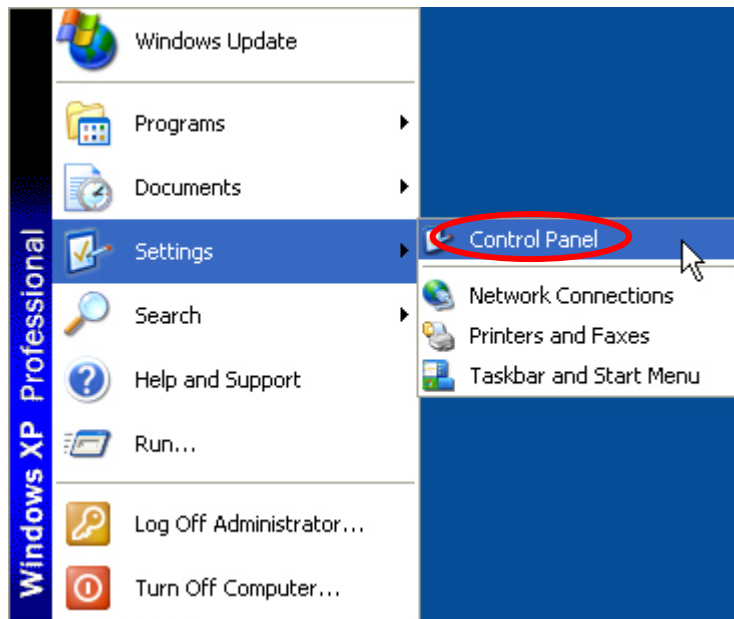 Windows Update
Programs
Documents
Settings
Control Panel
Network Connections
Printers and Faxes
Taskbar and Start Menu
Search
Help and Support
Run...
Log Off Administrator...
Turn Off Computer...
Windows XP Professional